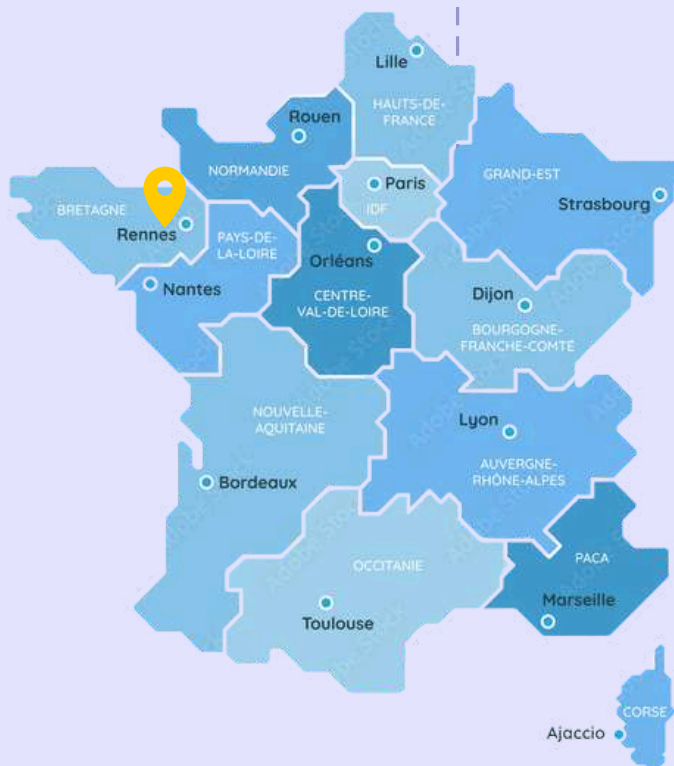 Lille
HAUTS-DE-
FRANCE
Rouen
NORMANDIE
Paris
IDF
GRAND-EST
Strasbourg
BRETAGNE
Rennes
PAYS-DE-
LA-LOIRE
Orléans
CENTRE-
VAL-DE-LOIRE
Nantes
Dijon
BOURGOGNE-
FRANCHE-COMTÉ
NOUVELLE-
AQUITAINE
Lyon
AUVERGNE-
RHÔNE-ALPES
Bordeaux
OCCITANIE
PACA
Toulouse
Marseille
CORSE
Ajaccio